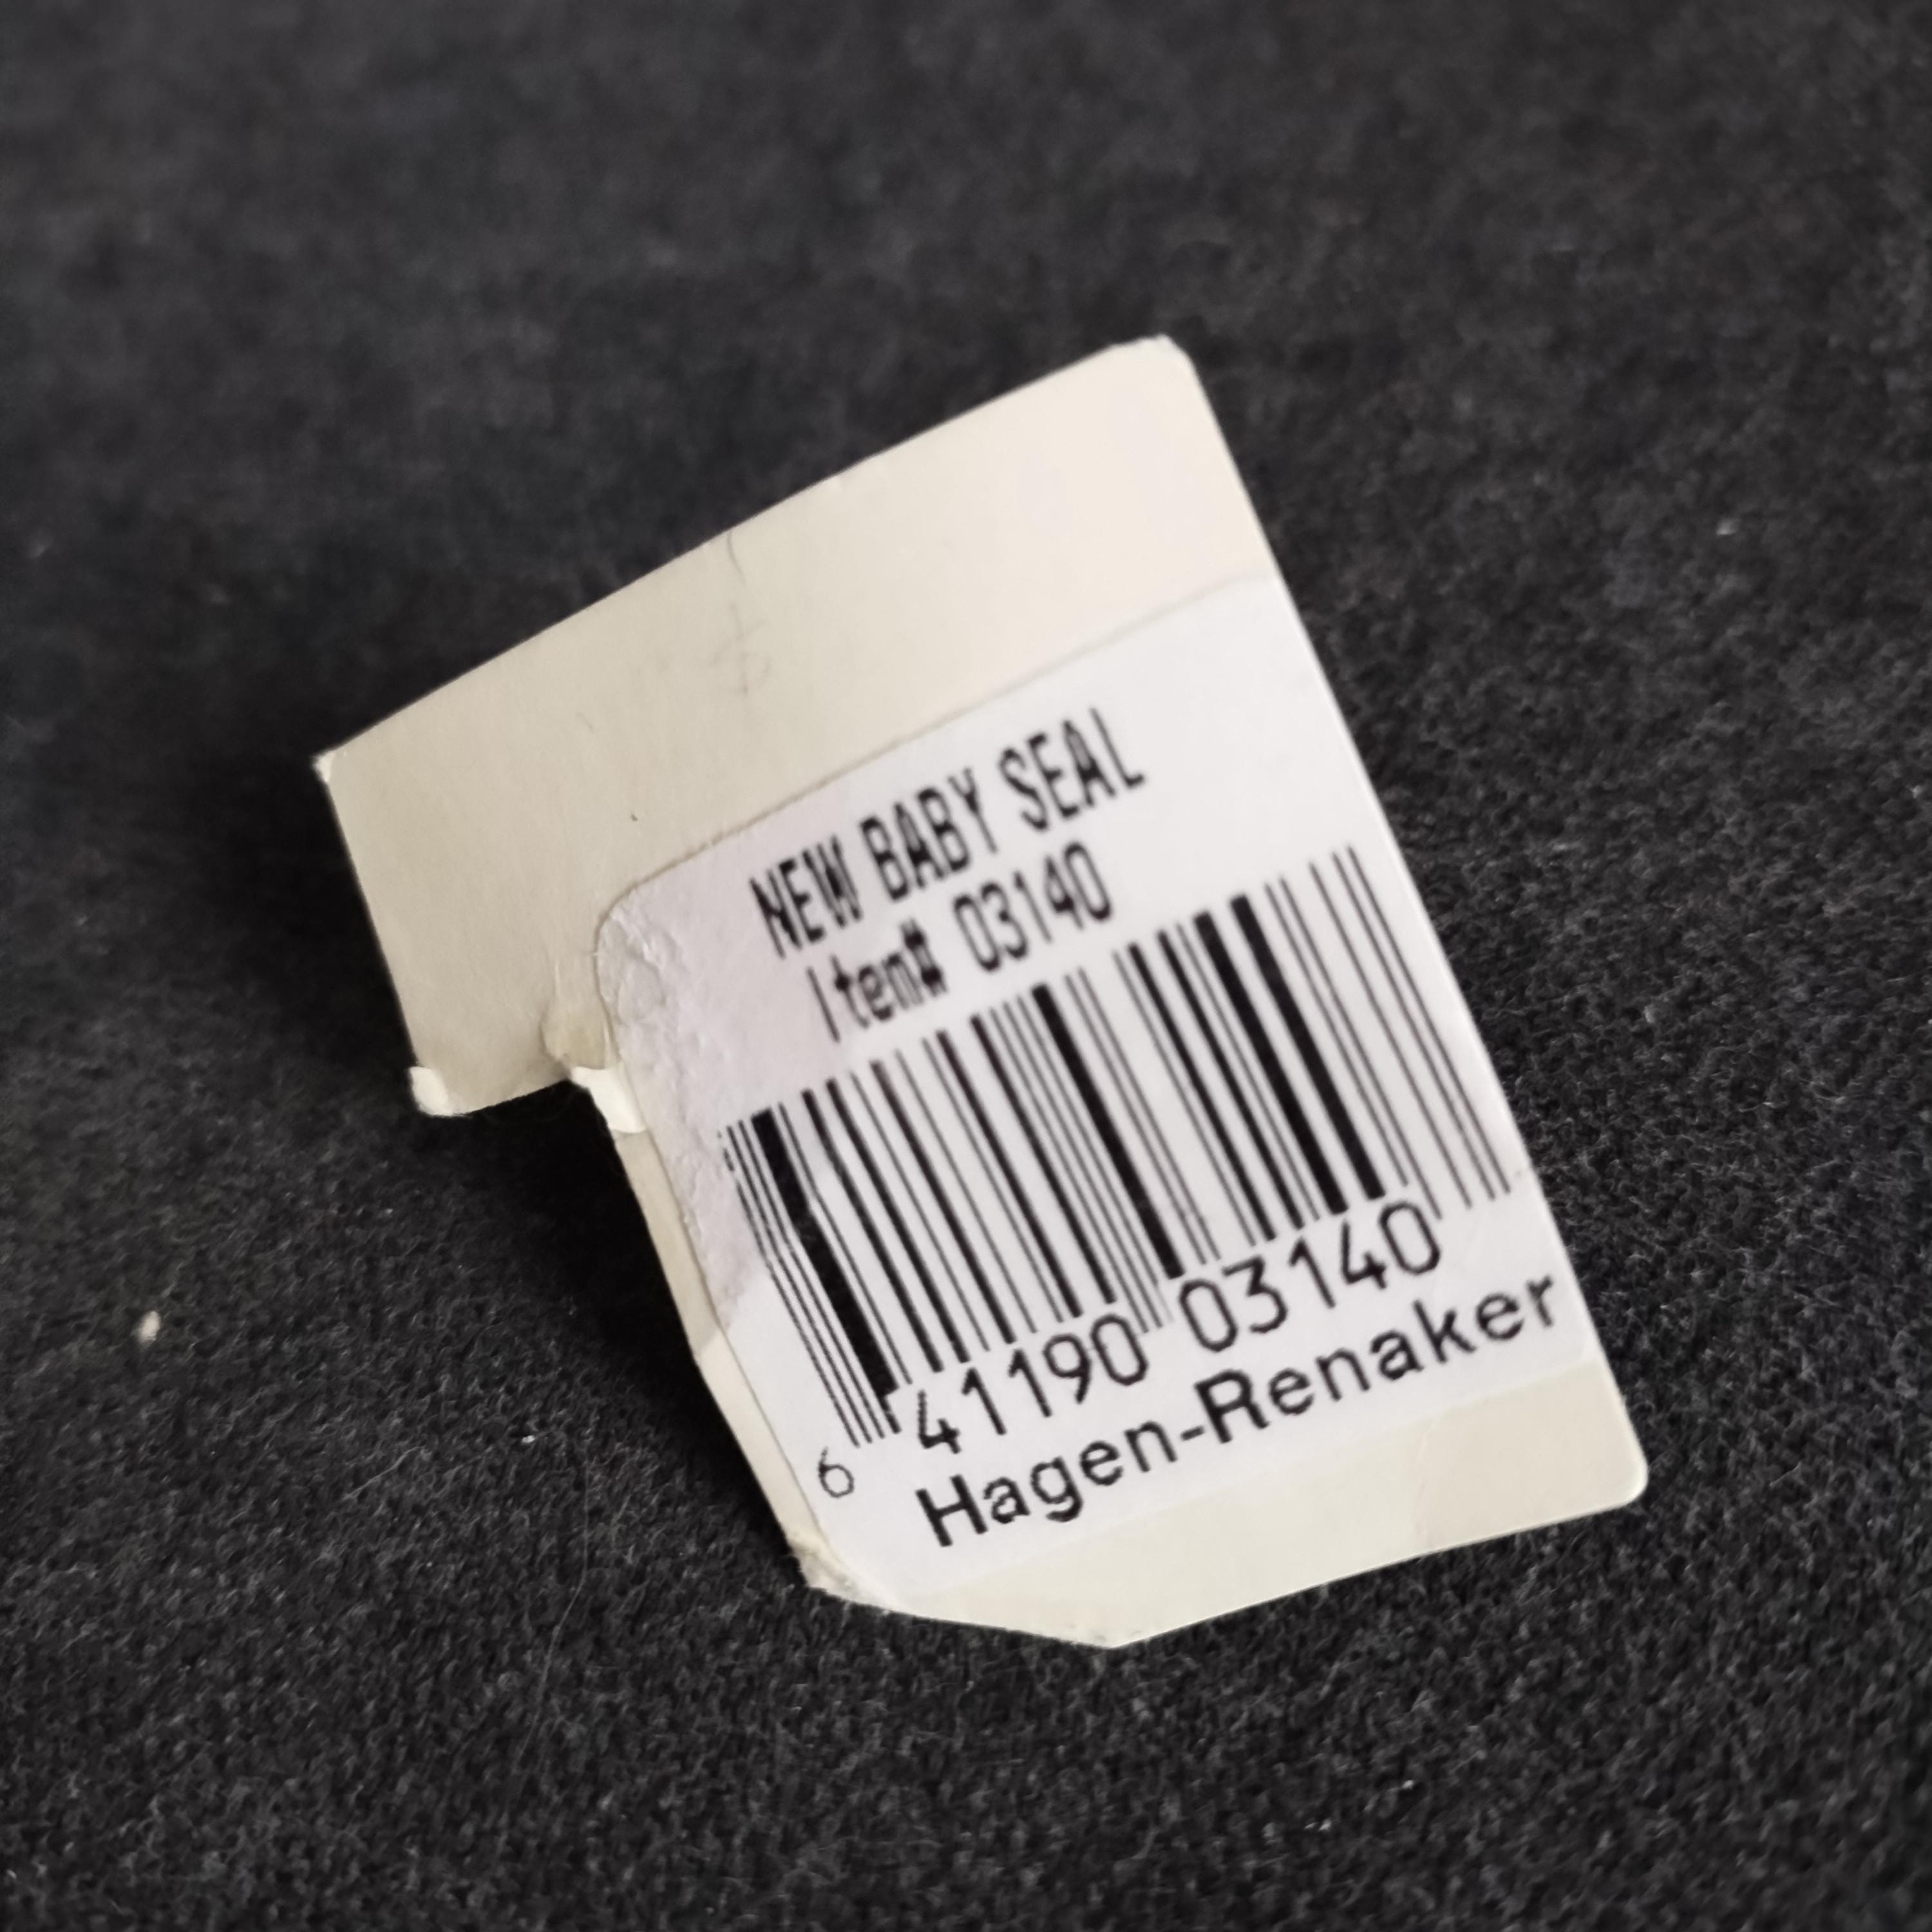 NEW BABY SEAL
Item# 03140
6 41190 03140
Hagen-Renaker